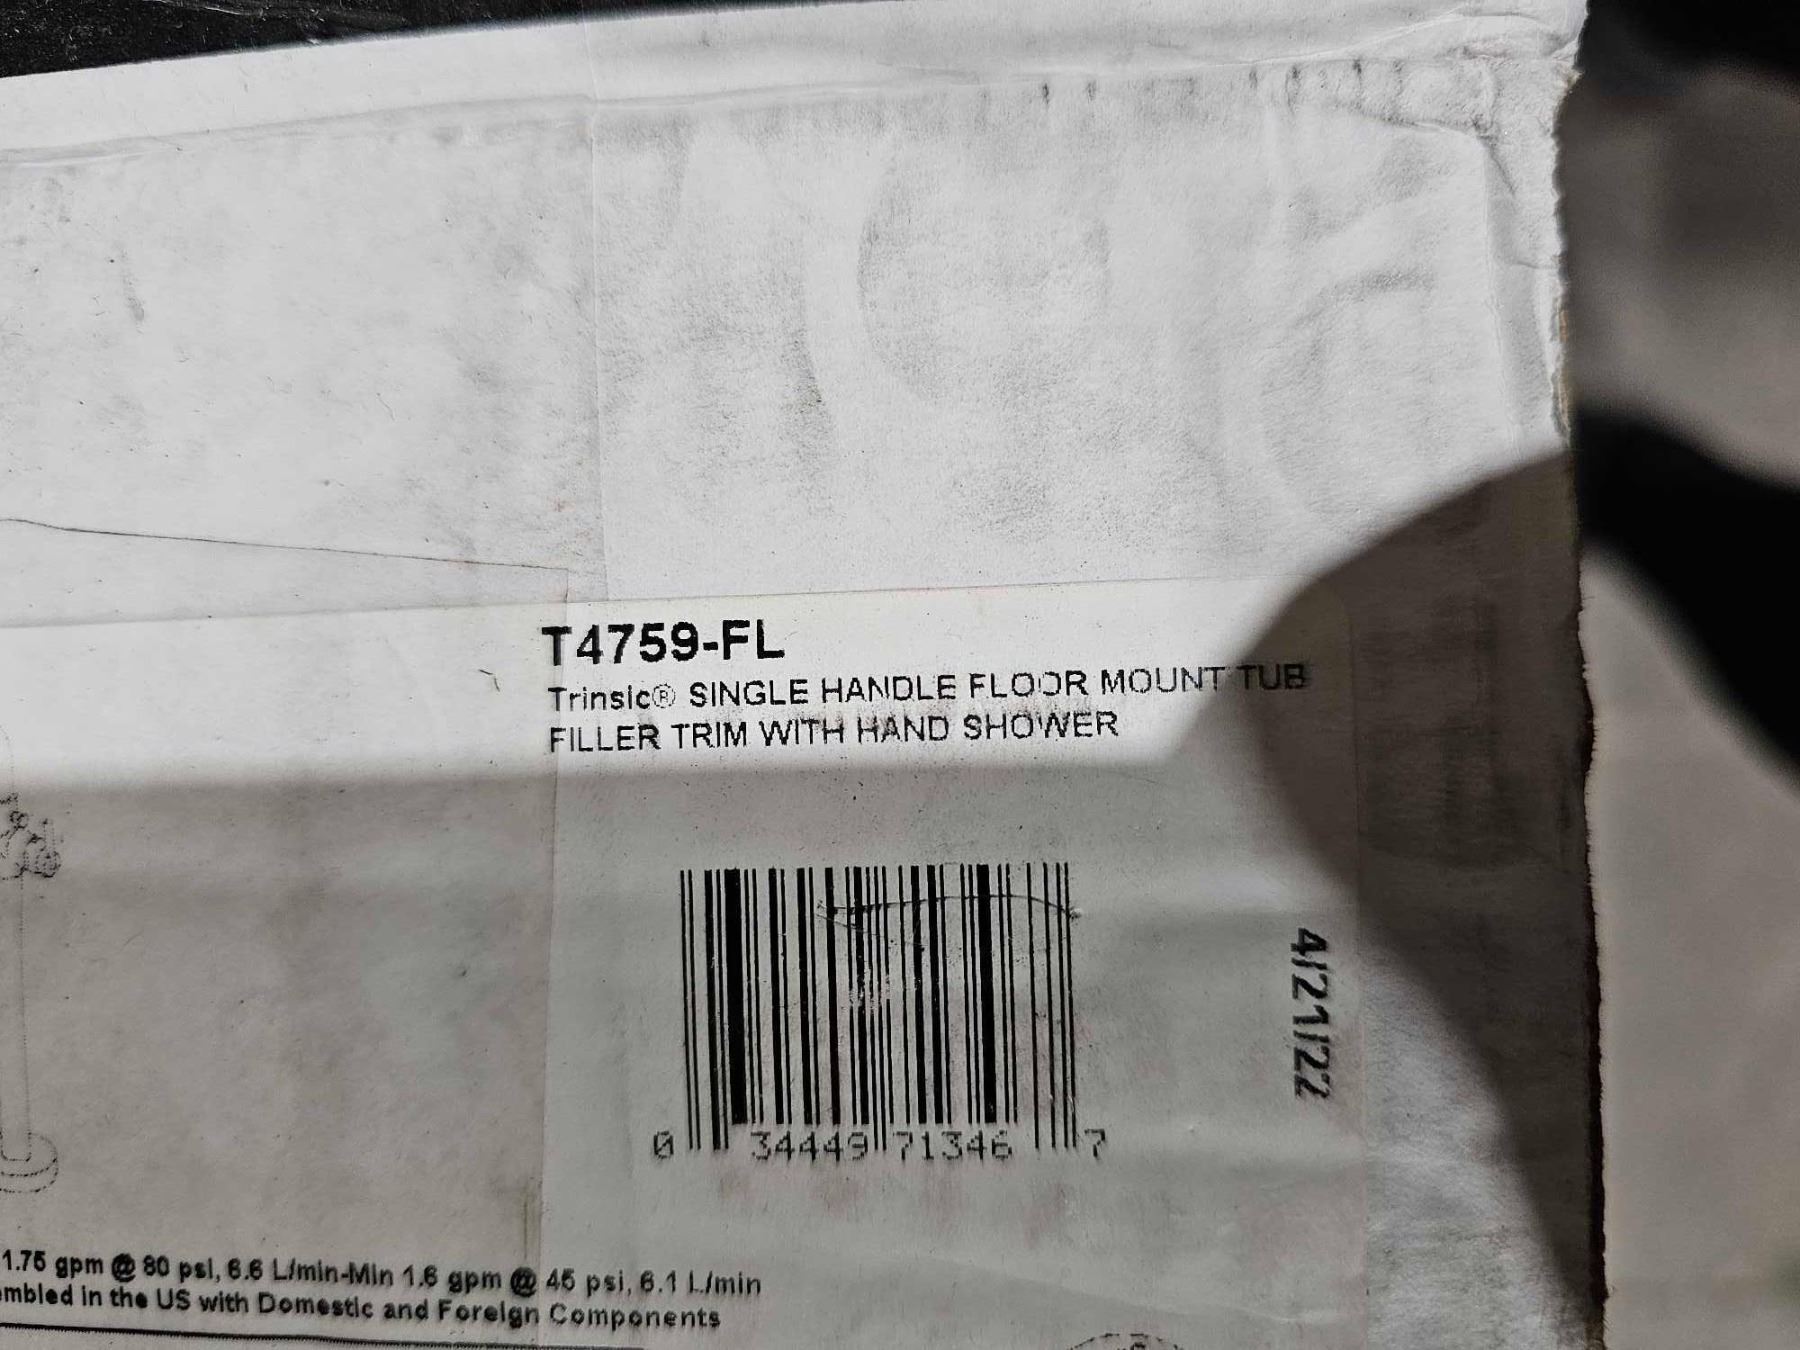 T4759-FL
Trinsic® SINGLE HANDLE FLOOR MOUNT TUB
FILLER TRIM WITH HAND SHOWER
4/21/22
0 34449 71346 7
1.75 gpm @ 80 psi, 6.6 L/min-Min 1.6 gpm @ 45 psi, 6.1 L/min
mbled in the US with Domestic and Foreign Components